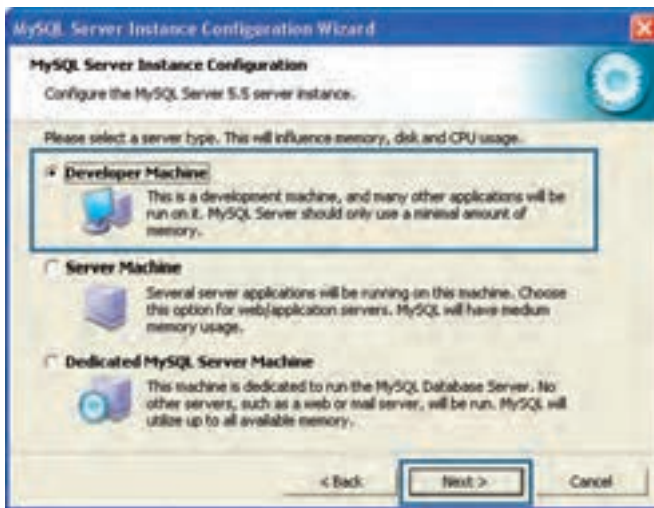 MySQL Server Instance Configuration Wizard
MySQL Server Instance Configuration
Configure the MySQL Server 5.5 server instance.
Please select a server type. This will influence memory, disk and CPU usage.
Developer Machine
This is a development machine, and many other applications will be
run on it. MySQL Server should only use a minimal amount of
memory.
Server Machine
Several server applications will be running on this machine. Choose
this option for web/application servers. MySQL will have medium
memory usage.
Dedicated MySQL Server Machine
This machine is dedicated to run the MySQL Database Server. No
other servers, such as a web or mail server, will be run. MySQL will
utilize up to all available memory.
< Back
Next >
Cancel